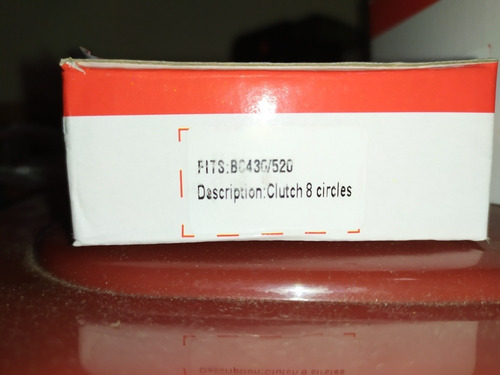 FITS:BC430/520
Description:Clutch 8 circles